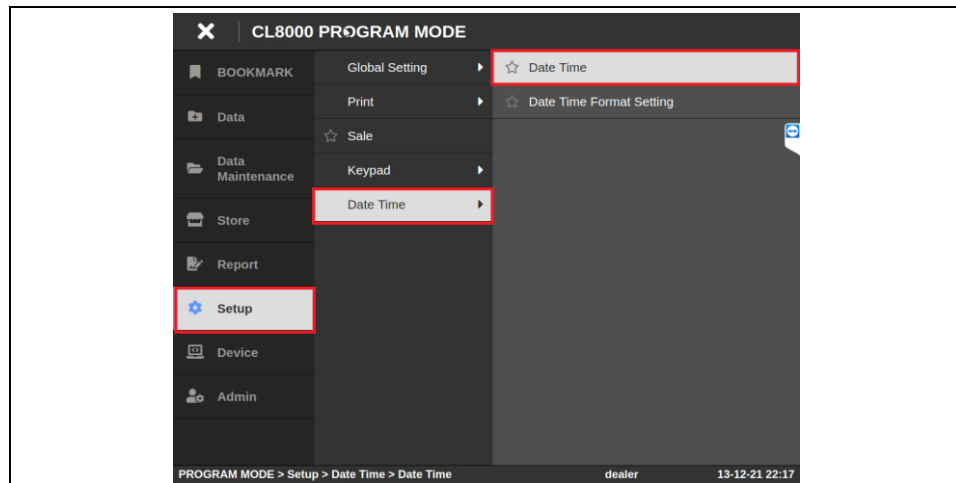 CL8000 PROGRAM MODE
BOOKMARK
Data
Data
Maintenance
Store
Report
Setup
Device
Admin
Global Setting
Print
Sale
Keypad
Date Time
Date Time
Date Time Format Setting
PROGRAM MODE > Setup > Date Time > Date Time dealer 13-12-21 22:17